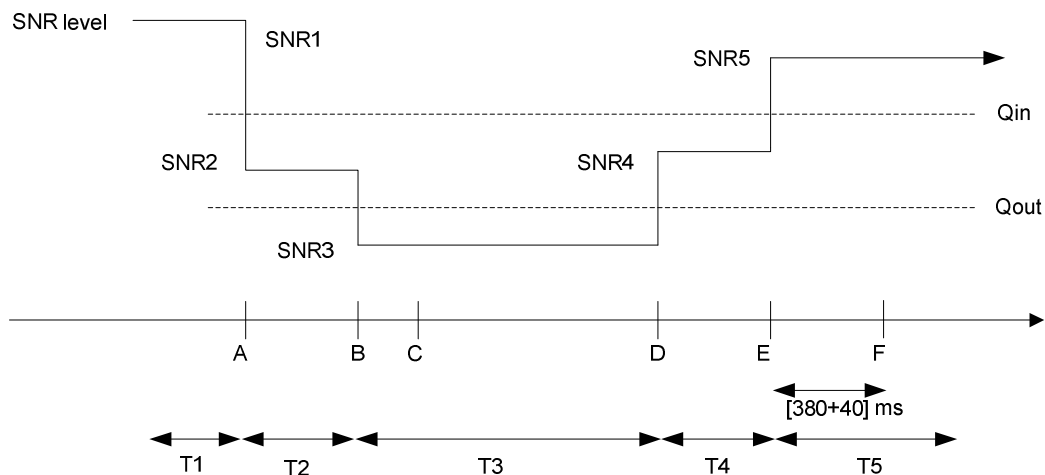 SNR level
SNR1
SNR5
Qin
SNR2
SNR4
Qout
SNR3
A
B
C
D
E
F
[380+40] ms
T1
T2
T3
T4
T5